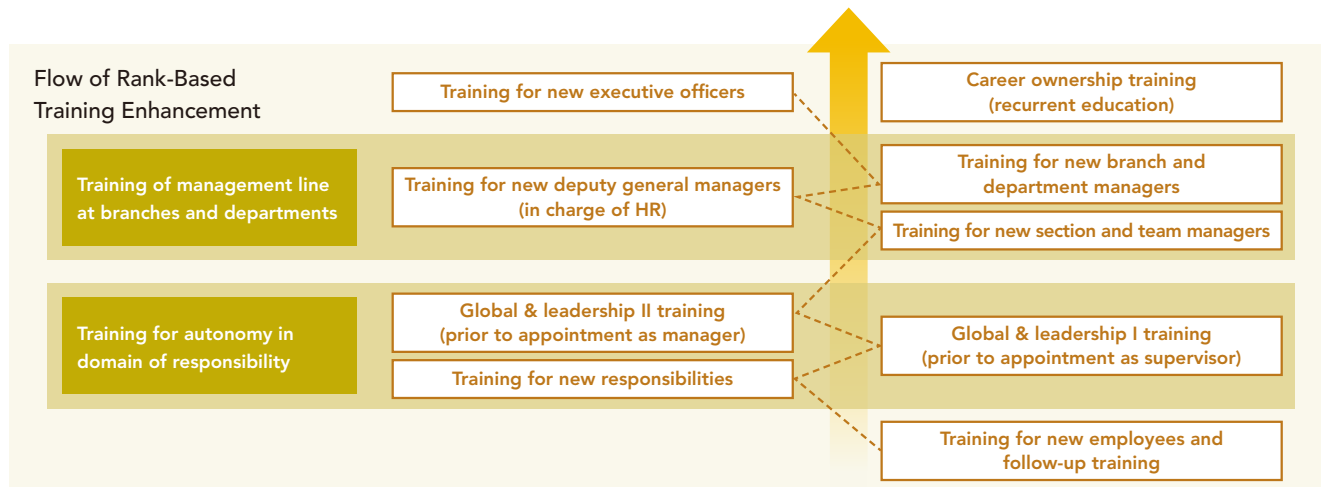 Flow of Rank-Based
Training Enhancement
Training for new executive officers
Career ownership training
(recurrent education)
Training of management line
at branches and departments
Training for new deputy general managers
(in charge of HR)
Training for new branch and
department managers
Training for new section and team managers
Training for autonomy in
domain of responsibility
Global & leadership II training
(prior to appointment as manager)
Training for new responsibilities
Global & leadership I training
(prior to appointment as supervisor)
Training for new employees and
follow-up training